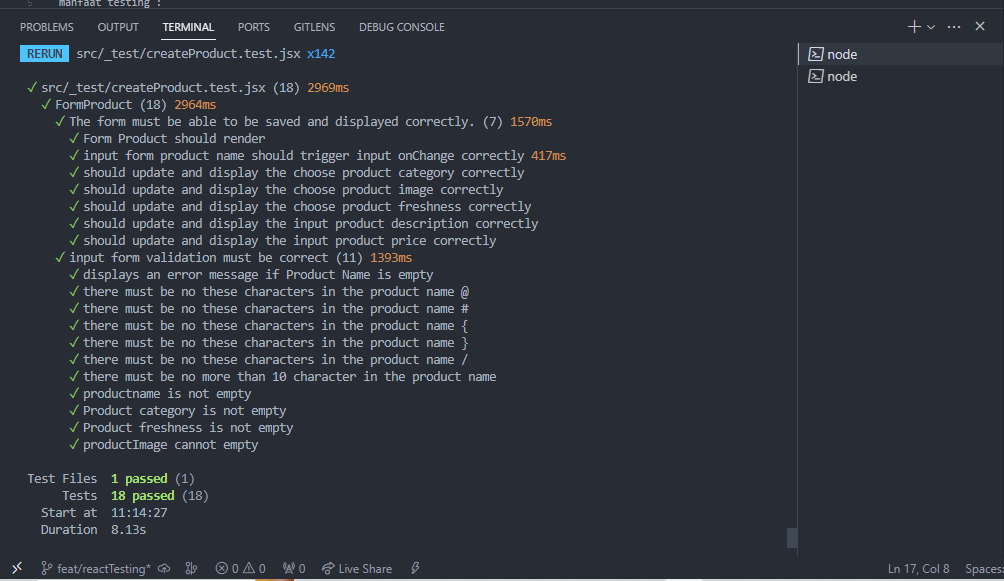 5 manfaat testing :
PROBLEMS OUTPUT TERMINAL PORTS GITLENS DEBUG CONSOLE
RERUN src/_test/createProduct.test.jsx x142
node
node
✓ src/_test/createProduct.test.jsx (18) 2969ms
✓ FormProduct (18) 2964ms
✓ The form must be able to be saved and displayed correctly. (7) 1570ms
✓ Form Product should render
✓ input form product name should trigger input onChange correctly 417ms
✓ should update and display the choose product category correctly
✓ should update and display the choose product image correctly
✓ should update and display the choose product freshness correctly
✓ should update and display the input product description correctly
✓ should update and display the input product price correctly
✓ input form validation must be correct (11) 1393ms
✓ displays an error message if Product Name is empty
✓ there must be no these characters in the product name @
✓ there must be no these characters in the product name #
✓ there must be no these characters in the product name {
✓ there must be no these characters in the product name }
✓ there must be no these characters in the product name /
✓ there must be no more than 10 character in the product name
✓ productname is not empty
✓ Product category is not empty
✓ Product freshness is not empty
✓ productImage cannot empty
Test Files 1 passed (1)
Tests 18 passed (18)
Start at 11:14:27
Duration 8.13s
feat/reactTesting* 0 0 0 Live Share Ln 17, Col 8 Spaces